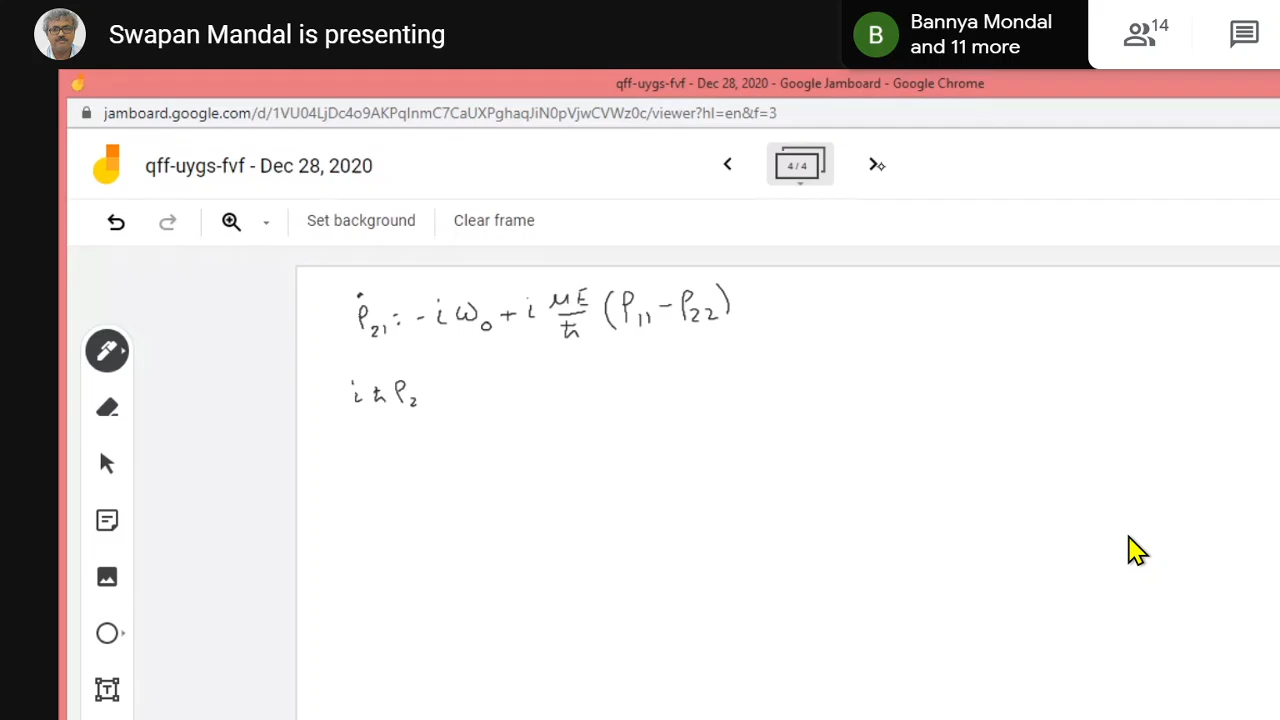 Swapan Mandal is presenting
B
Bannya Mondal
and 11 more
14
qff-uygs-fvf - Dec 28, 2020 - Google Jamboard - Google Chrome
jamboard.google.com/d/1VU04LjDc4o9AKPqInmC7CaUXPghaqJiN0pVjwCVWz0c/viewer?hl=en&f=3
qff-uygs-fvf - Dec 28, 2020
4 / 4
Set background
Clear frame
ρ̇₂₁ = - i ω₀ + i μE/ħ (ρ₁₁ - ρ₂₂)
i ħ ρ₂
T